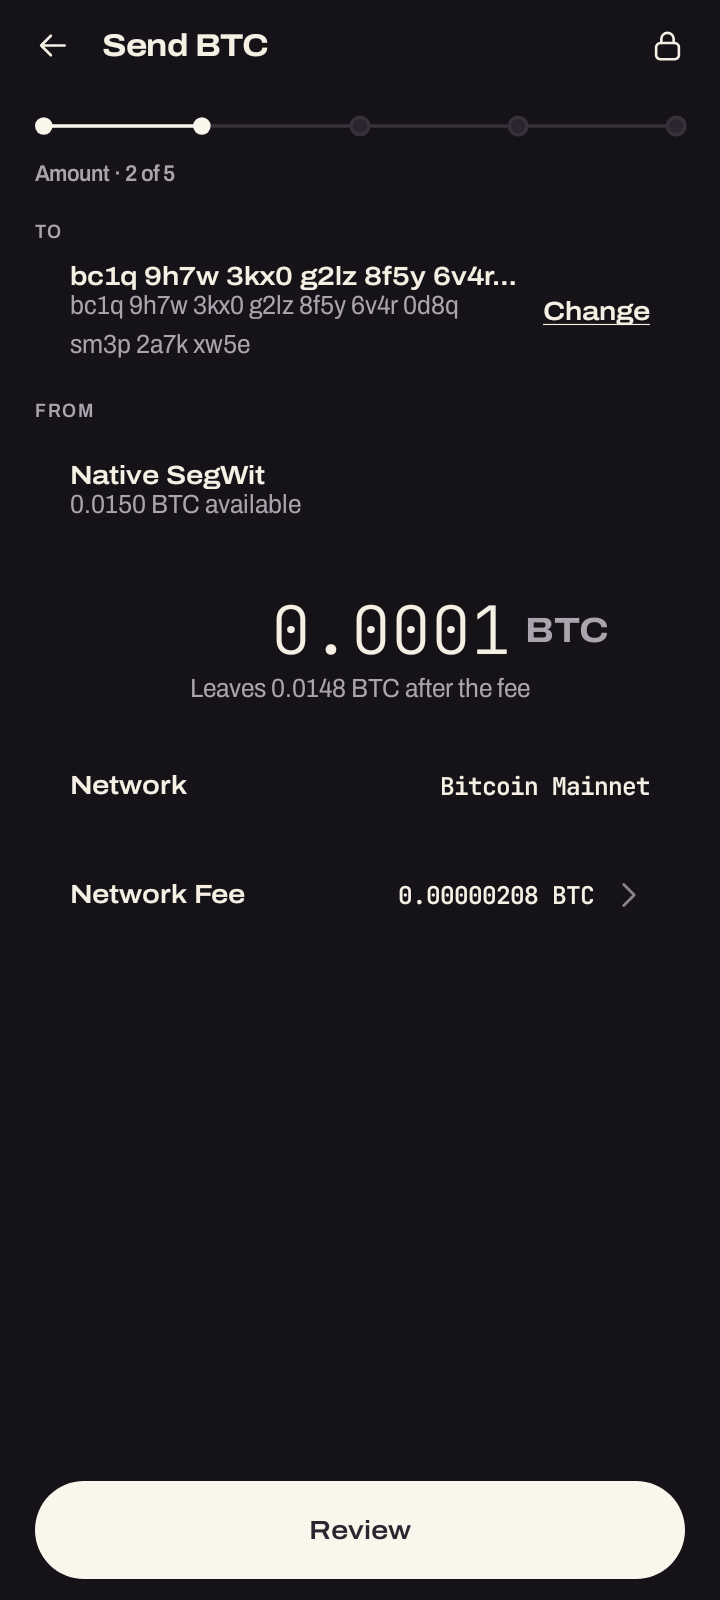 Send BTC
Amount · 2 of 5
TO
bc1q 9h7w 3kx0 g2lz 8f5y 6v4r...
bc1q 9h7w 3kx0 g2lz 8f5y 6v4r 0d8q
sm3p 2a7k xw5e
Change
FROM
Native SegWit
0.0150 BTC available
0.0001 BTC
Leaves 0.0148 BTC after the fee
Network Bitcoin Mainnet
Network Fee 0.00000208 BTC
Review